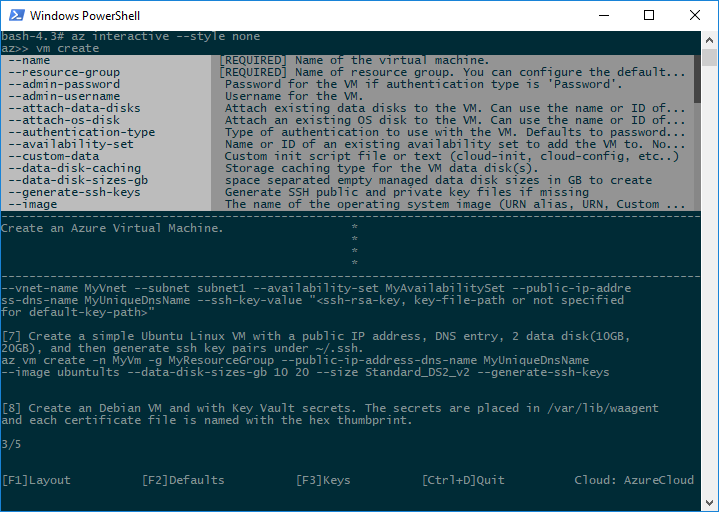 Windows PowerShell
bash-4.3# az interactive --style none
az>> vm create
--name [REQUIRED] Name of the virtual machine.
--resource-group [REQUIRED] Name of resource group. You can configure the default...
--admin-password Password for the VM if authentication type is 'Password'.
--admin-username Username for the VM.
--attach-data-disks Attach existing data disks to the VM. Can use the name or ID of...
--attach-os-disk Attach an existing OS disk to the VM. Can use the name or ID of...
--authentication-type Type of authentication to use with the VM. Defaults to password...
--availability-set Name or ID of an existing availability set to add the VM to. No...
--custom-data Custom init script file or text (cloud-init, cloud-config, etc..)
--data-disk-caching Storage caching type for the VM data disk(s).
--data-disk-sizes-gb space separated empty managed data disk sizes in GB to create
--generate-ssh-keys Generate SSH public and private key files if missing
--image The name of the operating system image (URN alias, URN, Custom ...
----------------------------------------------------------------------------------------------------
Create an Azure Virtual Machine. *
*
*
*
----------------------------------------------------------------------------------------------------
--vnet-name MyVnet --subnet subnet1 --availability-set MyAvailabilitySet --public-ip-addre
ss-dns-name MyUniqueDnsName --ssh-key-value "<ssh-rsa-key, key-file-path or not specified
for default-key-path>"
[7] Create a simple Ubuntu Linux VM with a public IP address, DNS entry, 2 data disk(10GB,
20GB), and then generate ssh key pairs under ~/.ssh.
az vm create -n MyVm -g MyResourceGroup --public-ip-address-dns-name MyUniqueDnsName
--image ubuntults --data-disk-sizes-gb 10 20 --size Standard_DS2_v2 --generate-ssh-keys
[8] Create an Debian VM and with Key Vault secrets. The secrets are placed in /var/lib/waagent
and each certificate file is named with the hex thumbprint.
3/5
[F1]Layout [F2]Defaults [F3]Keys [Ctrl+D]Quit Cloud: AzureCloud